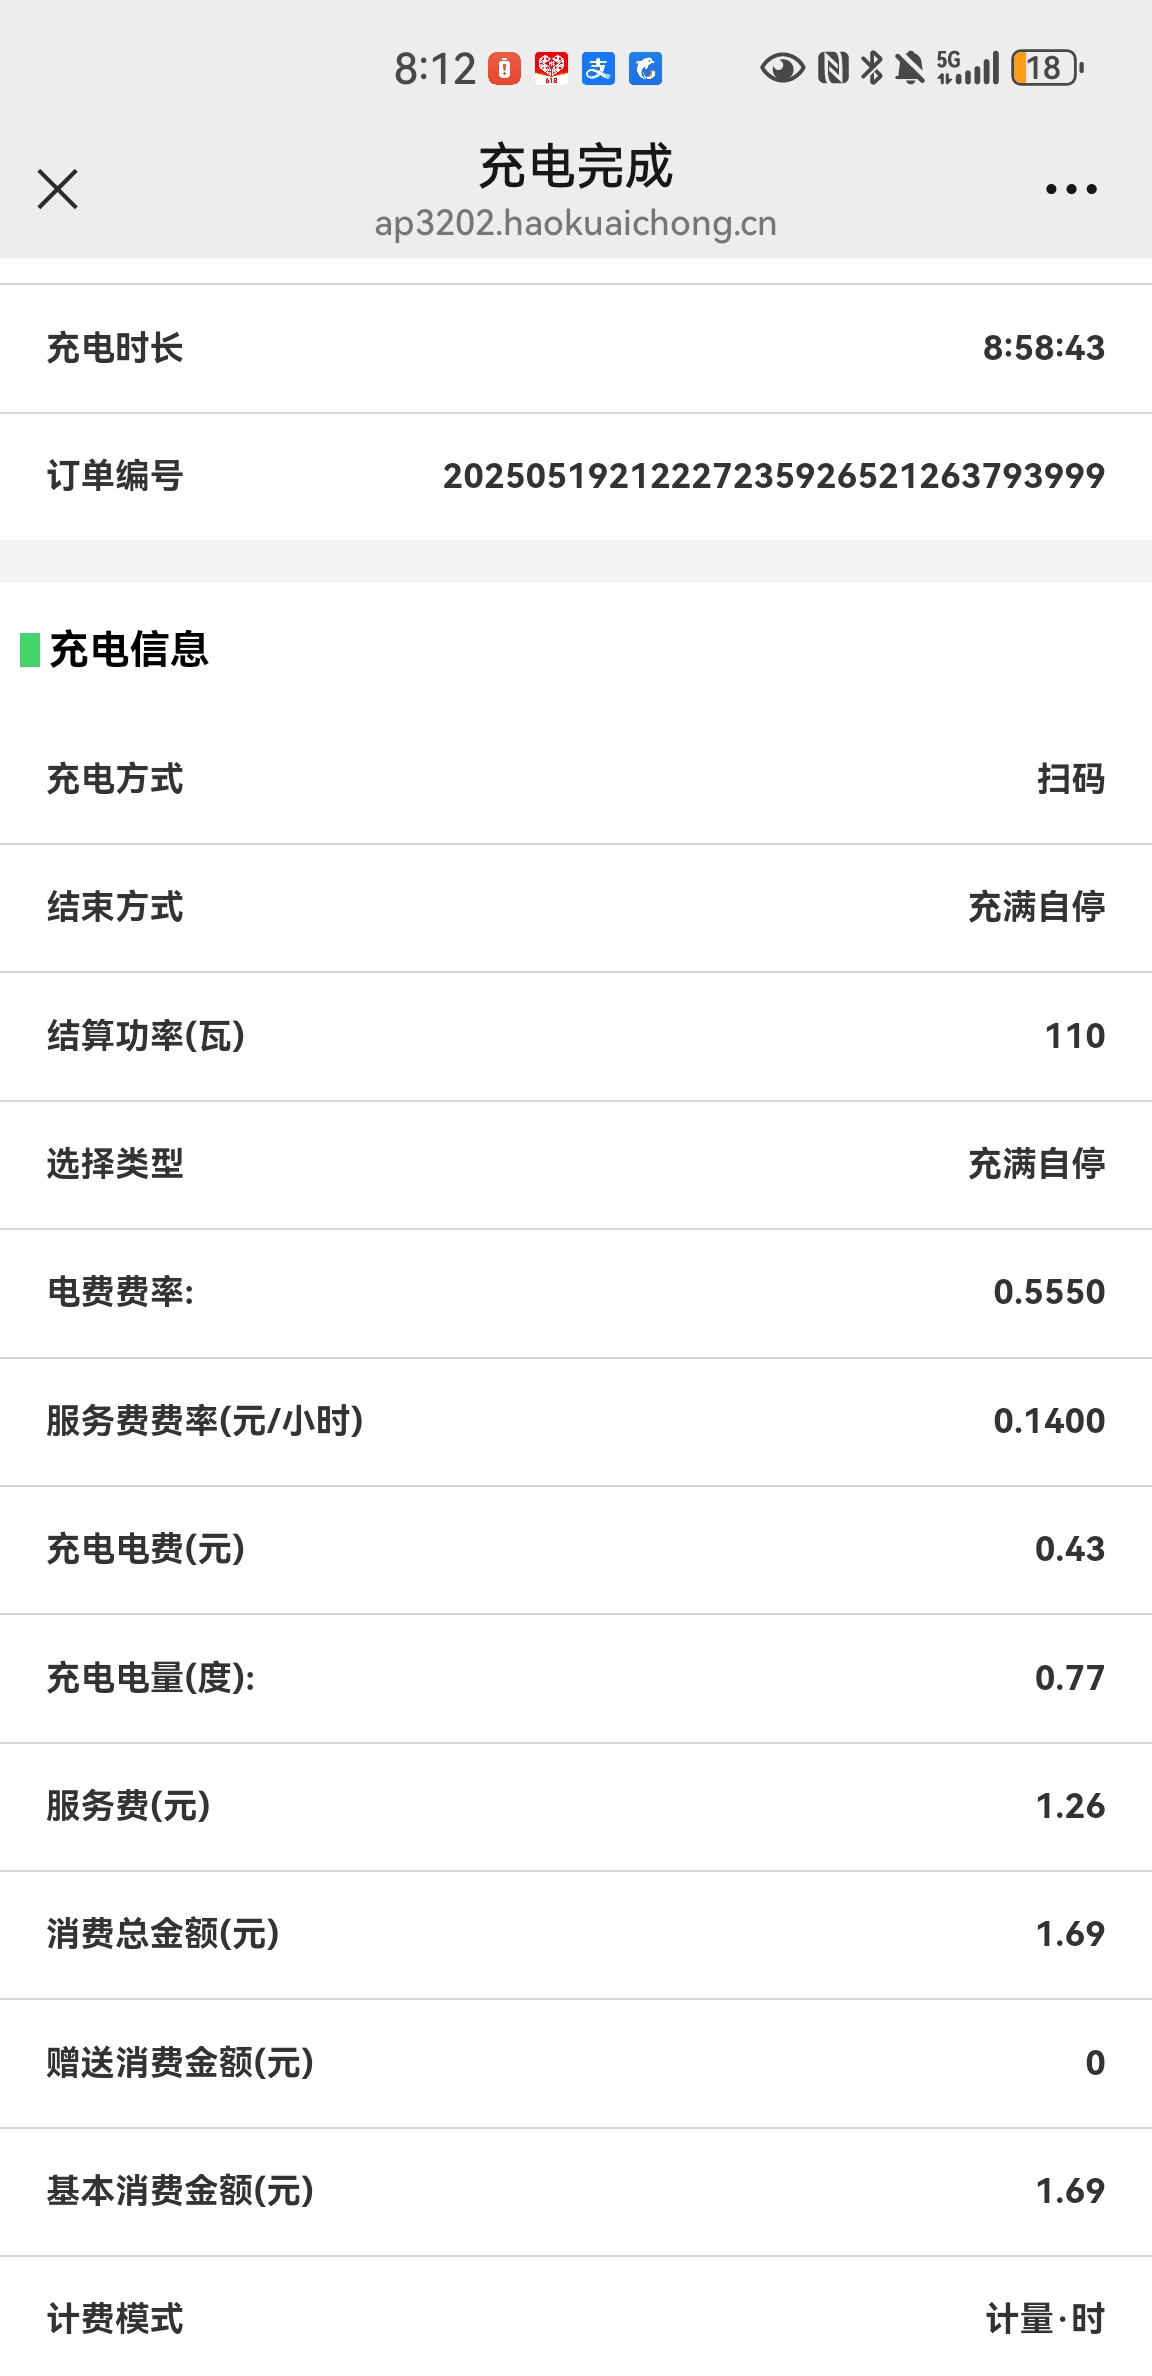 8:12
5G
18
充电完成
ap3202.haokuaichong.cn
充电时长 8:58:43
订单编号 20250519212227235926521263793999
充电信息
充电方式 扫码
结束方式 充满自停
结算功率(瓦) 110
选择类型 充满自停
电费费率: 0.5550
服务费费率(元/小时) 0.1400
充电电费(元) 0.43
充电电量(度): 0.77
服务费(元) 1.26
消费总金额(元) 1.69
赠送消费金额(元) 0
基本消费金额(元) 1.69
计费模式 计量·时